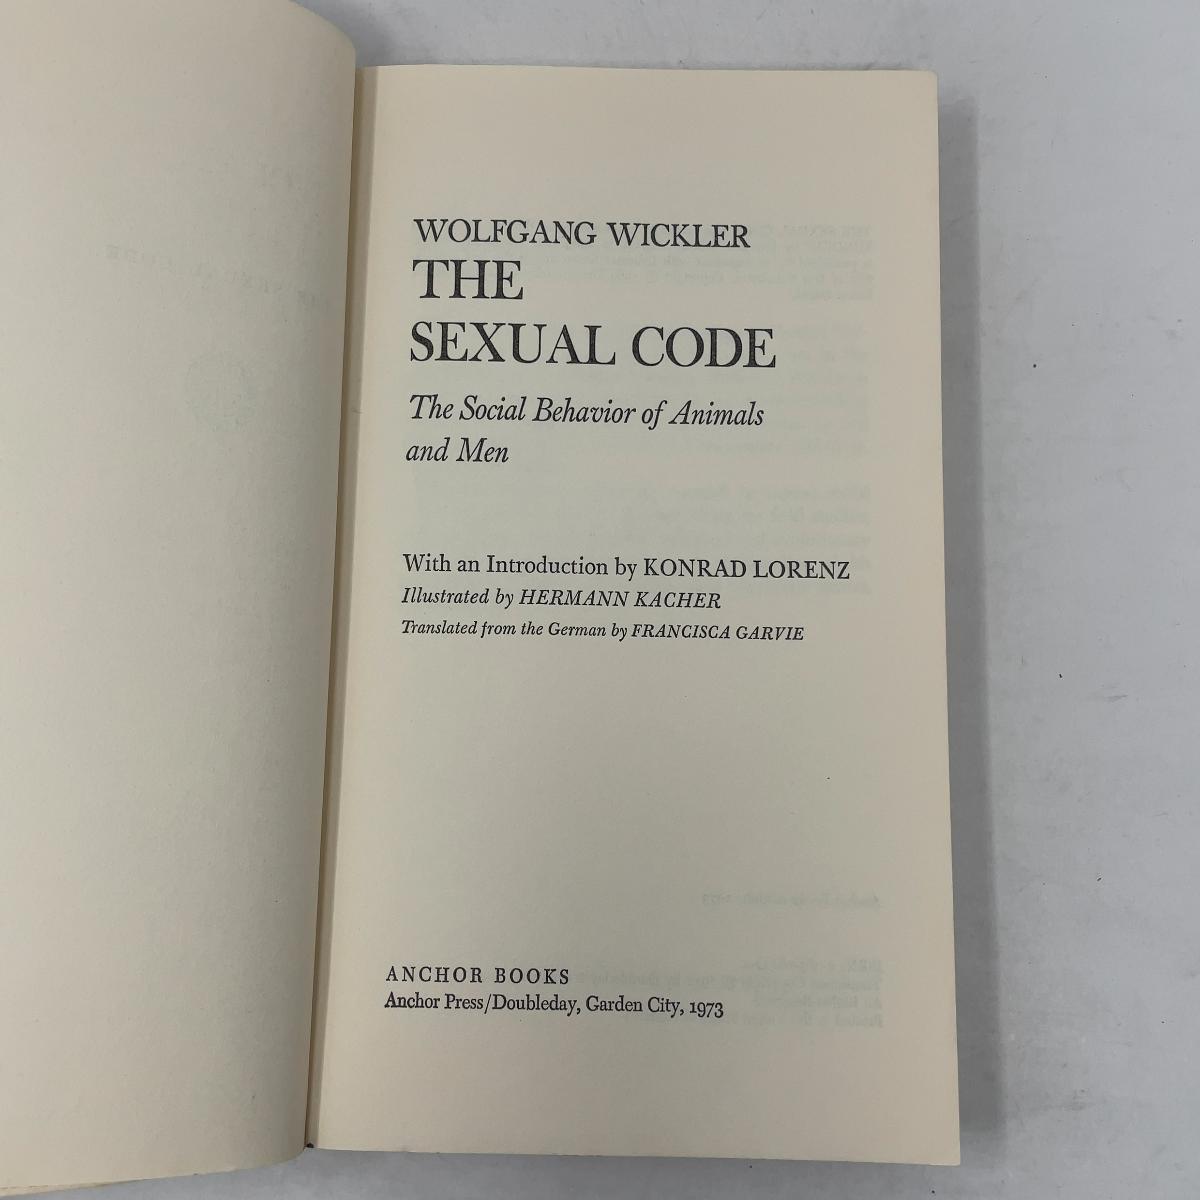 WOLFGANG WICKLER
THE
SEXUAL CODE
The Social Behavior of Animals
and Men
With an Introduction by KONRAD LORENZ
Illustrated by HERMANN KACHER
Translated from the German by FRANCISCA GARVIE
ANCHOR BOOKS
Anchor Press/Doubleday, Garden City, 1973